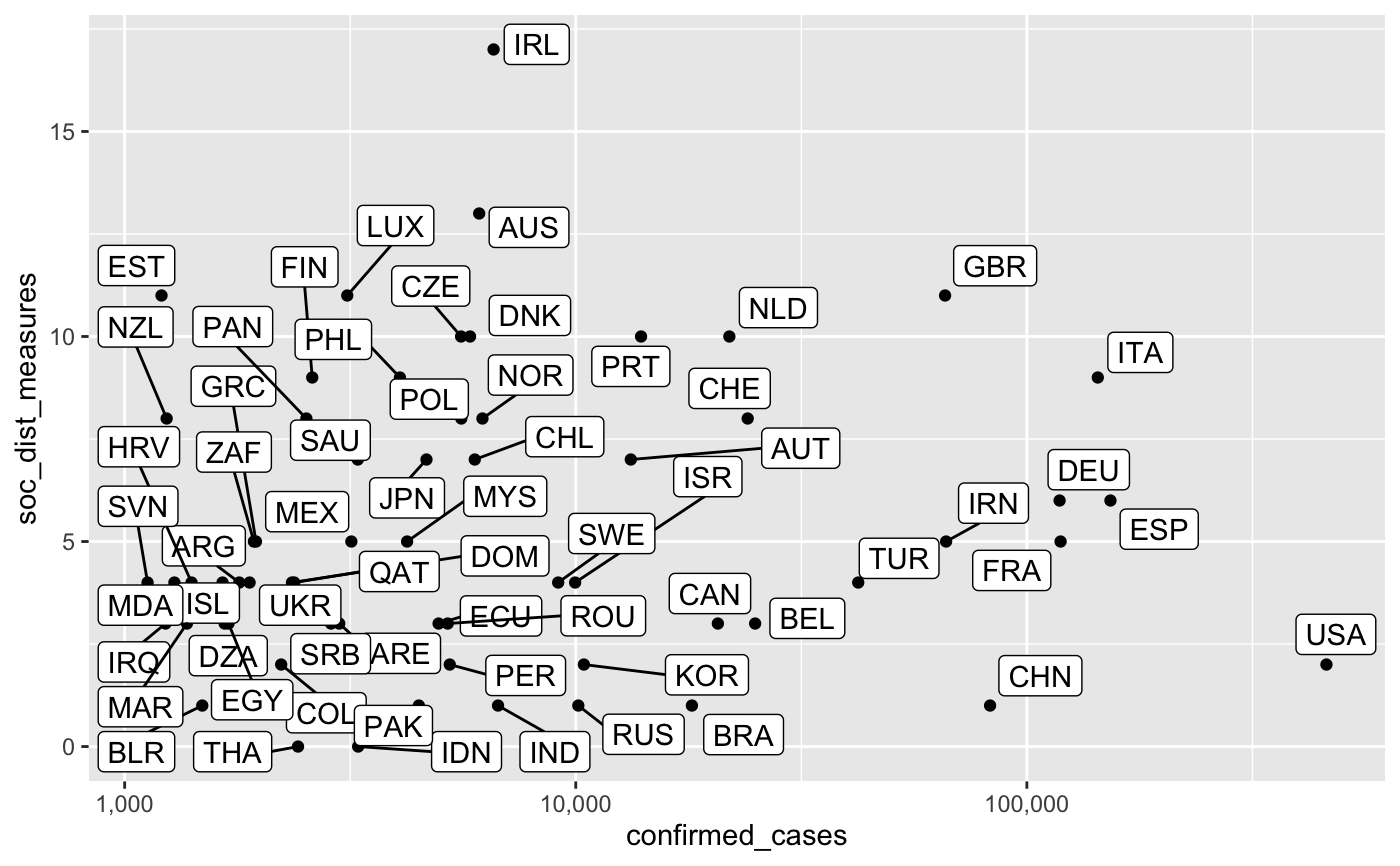 IRL
15
LUX
AUS
EST
FIN
GBR
CZE
DNK
NLD
NZL
PAN
PHL
10
PRT
ITA
NOR
GRC
POL
CHE
CHL
SAU
HRV
ZAF
AUT
DEU
ISR
JPN
MYS
SVN
MEX
IRN
ESP
SWE
ARG
5
DOM
TUR
QAT
FRA
MDA
ISL
UKR
CAN
ECU
ROU
BEL
USA
IRQ
DZA
SRB
ARE
PER
KOR
CHN
EGY
MAR
COL
PAK
RUS
BRA
0
BLR
THA
IDN
IND
1,000
10,000
100,000
confirmed_cases
soc_dist_measures